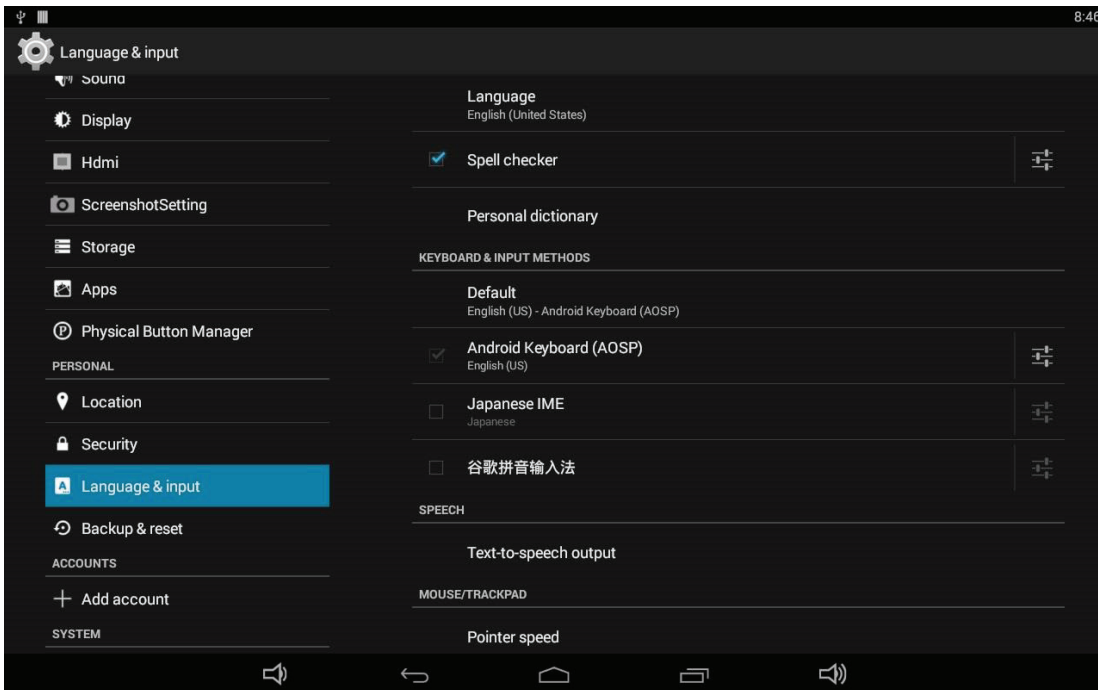 8:46
Language & input
Sound
Display
Hdmi
ScreenshotSetting
Storage
Apps
Physical Button Manager
PERSONAL
Location
Security
Language & input
Backup & reset
ACCOUNTS
Add account
SYSTEM
Language
English (United States)
Spell checker
Personal dictionary
KEYBOARD & INPUT METHODS
Default
English (US) - Android Keyboard (AOSP)
Android Keyboard (AOSP)
English (US)
Japanese IME
Japanese
谷歌拼音输入法
SPEECH
Text-to-speech output
MOUSE/TRACKPAD
Pointer speed